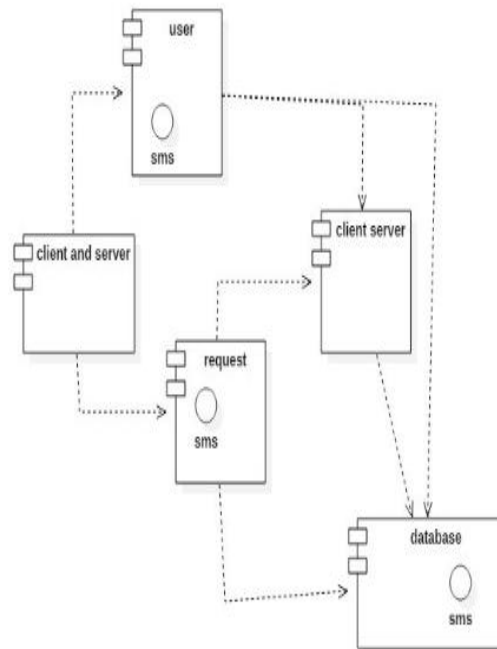 user
sms
client and server
client server
request
sms
database
sms